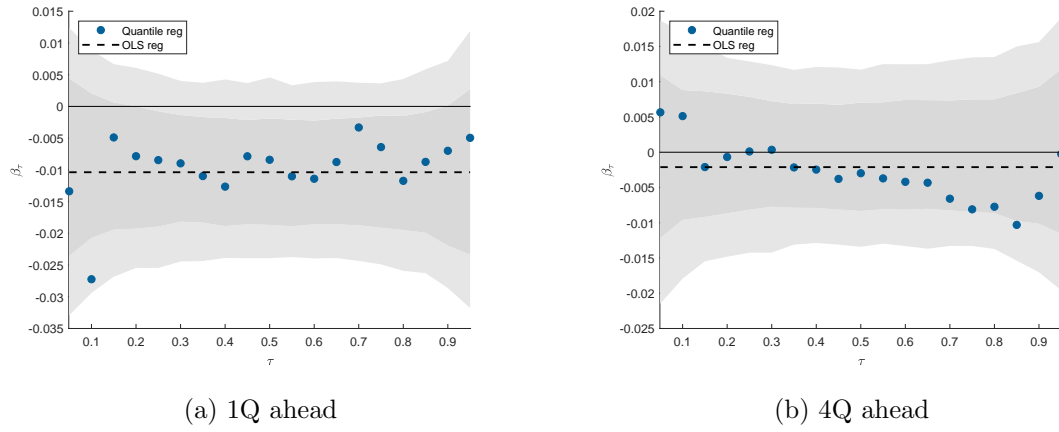 0.015
0.01
0.005
0
-0.005
-0.01
-0.015
-0.02
-0.025
-0.03
-0.035
β_τ
Quantile reg
OLS reg
0.1 0.2 0.3 0.4 0.5 0.6 0.7 0.8 0.9
τ
(a) 1Q ahead
0.02
0.015
0.01
0.005
0
-0.005
-0.01
-0.015
-0.02
-0.025
β_τ
Quantile reg
OLS reg
0.1 0.2 0.3 0.4 0.5 0.6 0.7 0.8 0.9
τ
(b) 4Q ahead